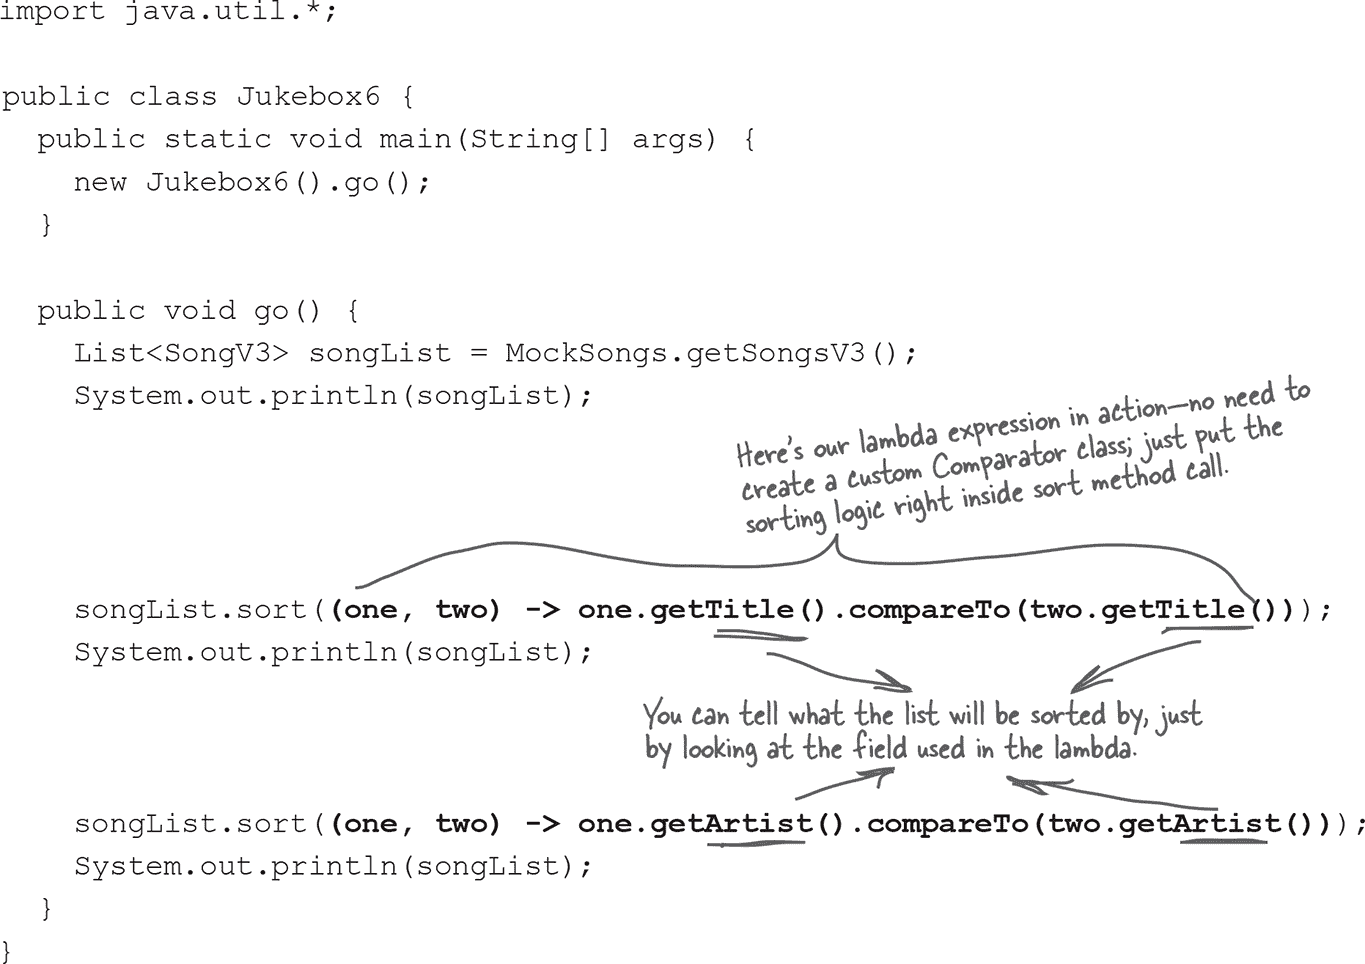 import java.util.*;
public class Jukebox6 {
public static void main(String[] args) {
new Jukebox6().go();
}
public void go() {
List<SongV3> songList = MockSongs.getSongsV3();
System.out.println(songList);
Here's our lambda expression in action—no need to
create a custom Comparator class; just put the
sorting logic right inside sort method call.
songList.sort((one, two) -> one.getTitle().compareTo(two.getTitle()));
System.out.println(songList);
You can tell what the list will be sorted by, just
by looking at the field used in the lambda.
songList.sort((one, two) -> one.getArtist().compareTo(two.getArtist()));
System.out.println(songList);
}
}